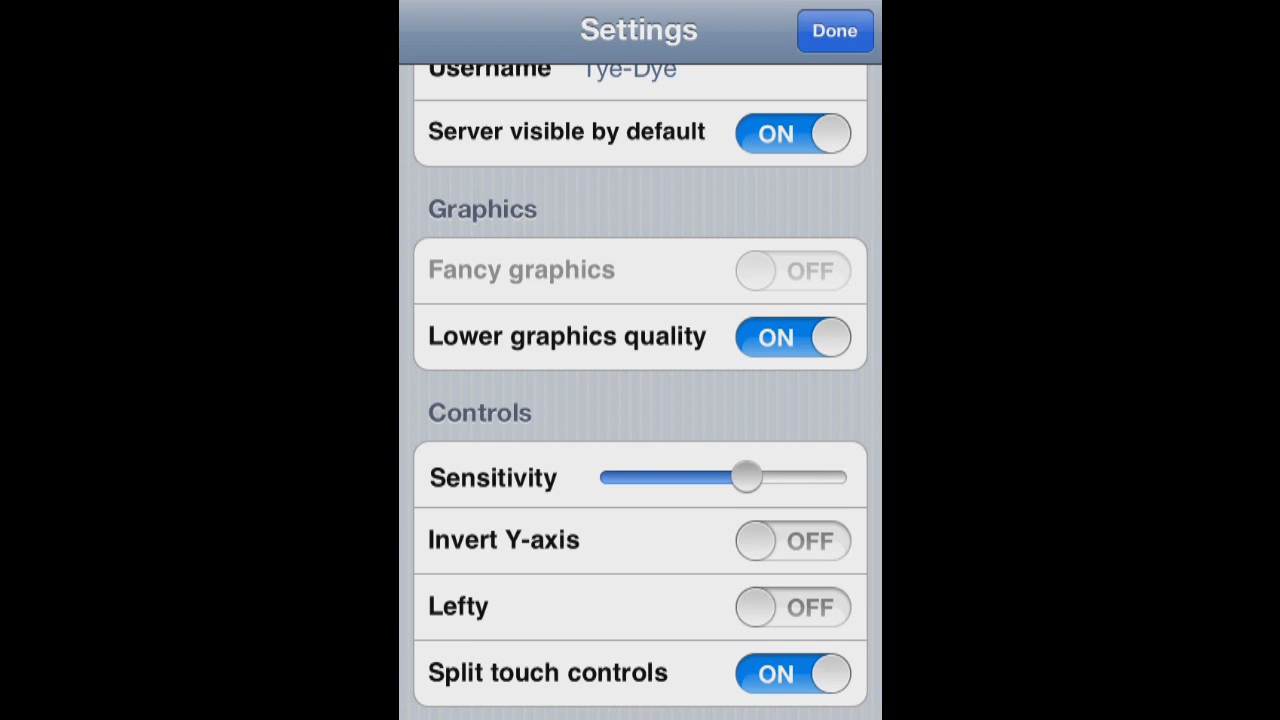 Settings
Done
Username Tye-Dye
Server visible by default ON
Graphics
Fancy graphics OFF
Lower graphics quality ON
Controls
Sensitivity
Invert Y-axis OFF
Lefty OFF
Split touch controls ON